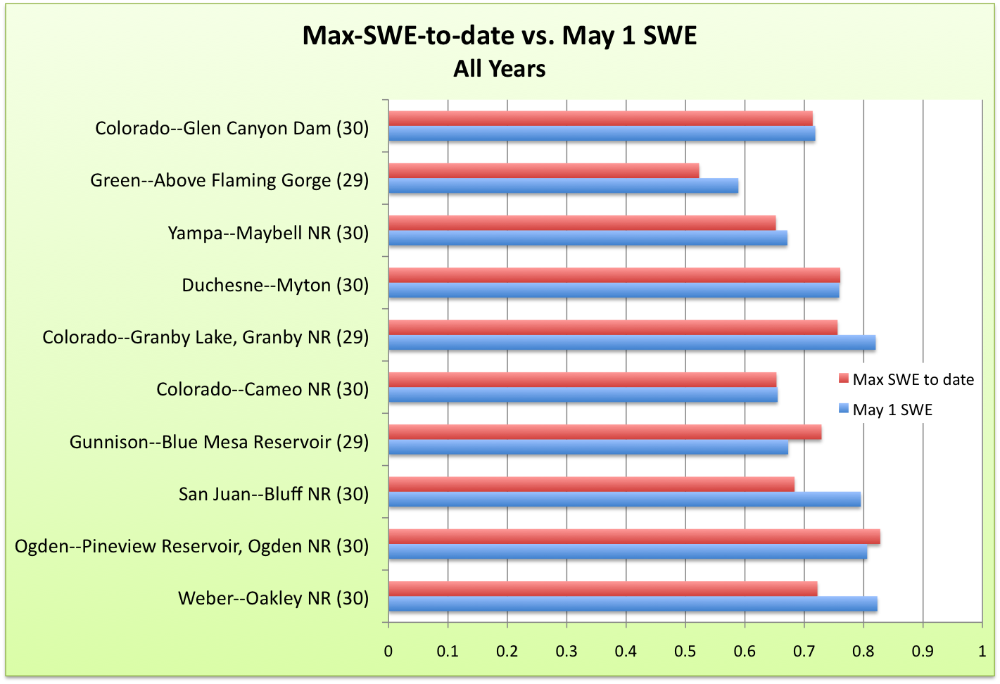 Max-SWE-to-date vs. May 1 SWE
All Years
Colorado--Glen Canyon Dam (30)
Green--Above Flaming Gorge (29)
Yampa--Maybell NR (30)
Duchesne--Myton (30)
Colorado--Granby Lake, Granby NR (29)
Colorado--Cameo NR (30)
Gunnison--Blue Mesa Reservoir (29)
San Juan--Bluff NR (30)
Ogden--Pineview Reservoir, Ogden NR (30)
Weber--Oakley NR (30)
Max SWE to date
May 1 SWE
0 0.1 0.2 0.3 0.4 0.5 0.6 0.7 0.8 0.9 1